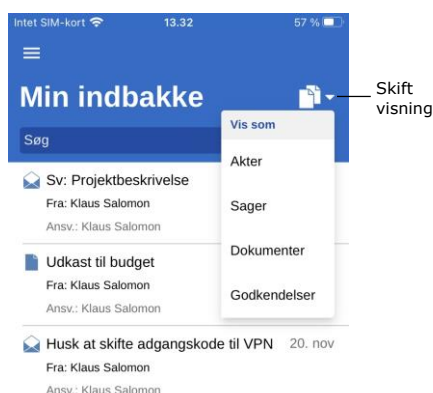 Intet SIM-kort 13.32 57 %
Min indbakke
Skift
visning
Søg
Vis som
Akter
Sager
Dokumenter
Godkendelser
Sv: Projektbeskrivelse
Fra: Klaus Salomon
Ansv.: Klaus Salomon
Udkast til budget
Fra: Klaus Salomon
Ansv.: Klaus Salomon
Husk at skifte adgangskode til VPN 20. nov
Fra: Klaus Salomon
Ansv.: Klaus Salomon